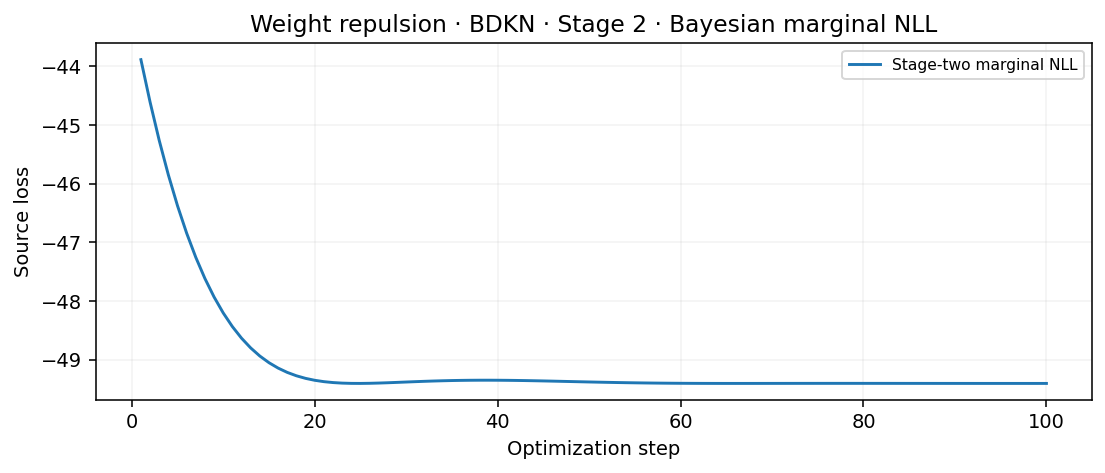 Weight repulsion · BDKN · Stage 2 · Bayesian marginal NLL
Stage-two marginal NLL
Source loss
−44
−45
−46
−47
−48
−49
0 20 40 60 80 100
Optimization step